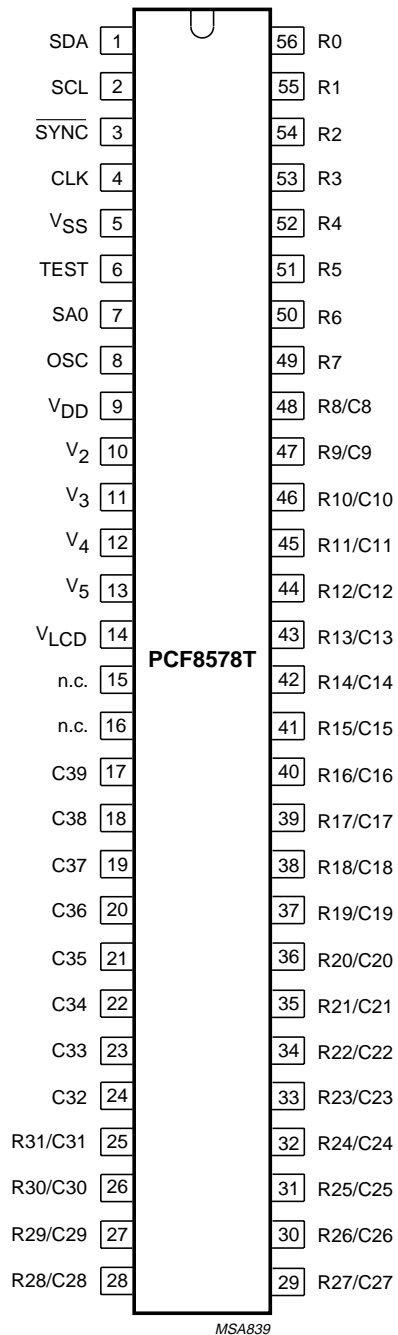 SDA 1 56 R0
SCL 2 55 R1
S̅Y̅N̅C̅ 3 54 R2
CLK 4 53 R3
VSS 5 52 R4
TEST 6 51 R5
SA0 7 50 R6
OSC 8 49 R7
VDD 9 48 R8/C8
V2 10 47 R9/C9
V3 11 46 R10/C10
V4 12 45 R11/C11
V5 13 44 R12/C12
VLCD 14 43 R13/C13
PCF8578T
n.c. 15 42 R14/C14
n.c. 16 41 R15/C15
C39 17 40 R16/C16
C38 18 39 R17/C17
C37 19 38 R18/C18
C36 20 37 R19/C19
C35 21 36 R20/C20
C34 22 35 R21/C21
C33 23 34 R22/C22
C32 24 33 R23/C23
R31/C31 25 32 R24/C24
R30/C30 26 31 R25/C25
R29/C29 27 30 R26/C26
R28/C28 28 29 R27/C27
MSA839